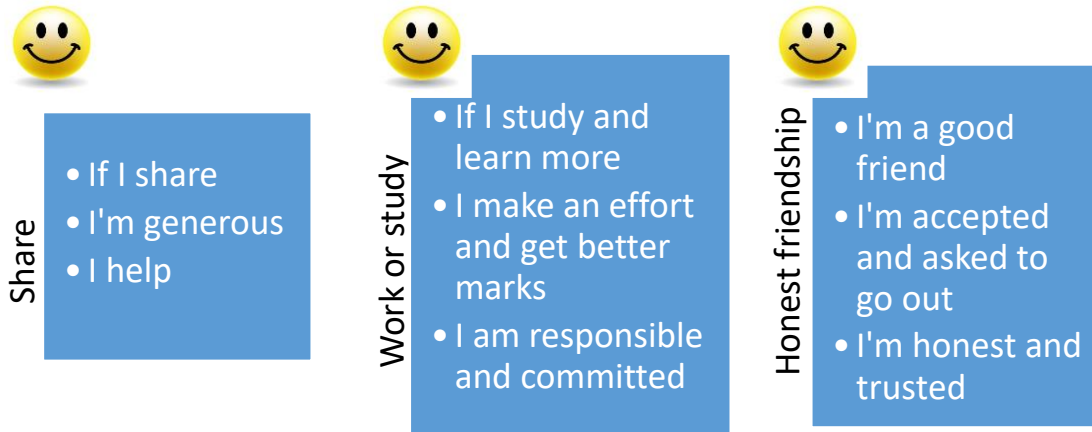 Share
• If I share
• I'm generous
• I help
Work or study
• If I study and
learn more
• I make an effort
and get better
marks
• I am responsible
and committed
Honest friendship
• I'm a good
friend
• I'm accepted
and asked to
go out
• I'm honest and
trusted